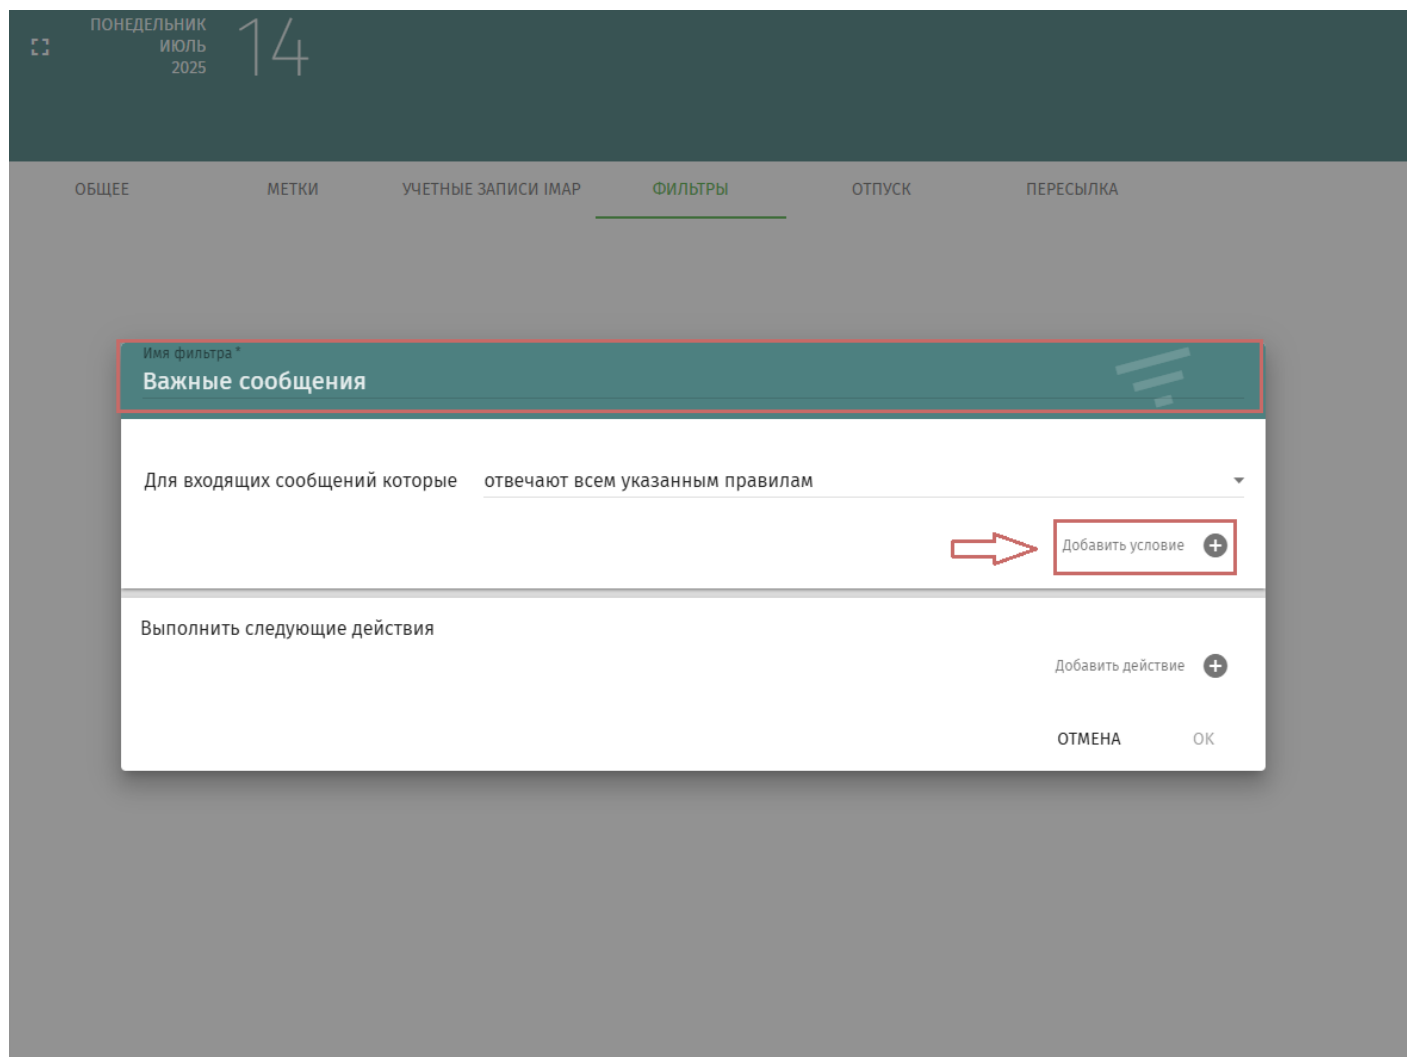 ПОНЕДЕЛЬНИК
ИЮЛЬ
2025
14
ОБЩЕЕ МЕТКИ УЧЕТНЫЕ ЗАПИСИ IMAP ФИЛЬТРЫ ОТПУСК ПЕРЕСЫЛКА
Имя фильтра *
Важные сообщения
Для входящих сообщений которые отвечают всем указанным правилам
Добавить условие
Выполнить следующие действия
Добавить действие
ОТМЕНА OK